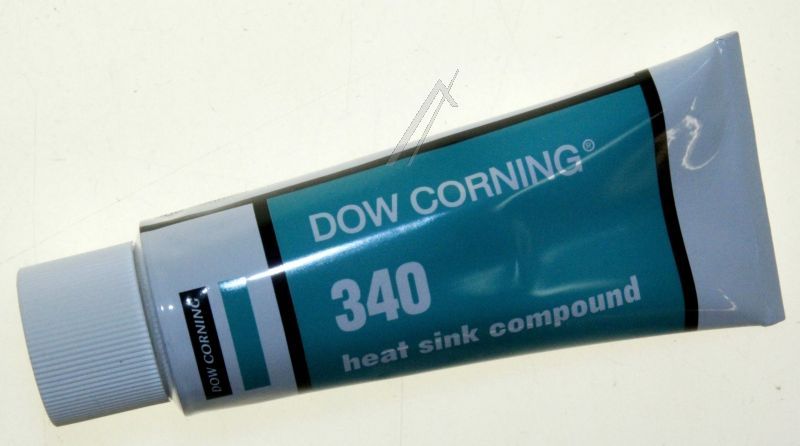 DOW CORNING®
340
heat sink compound
DOW CORNING